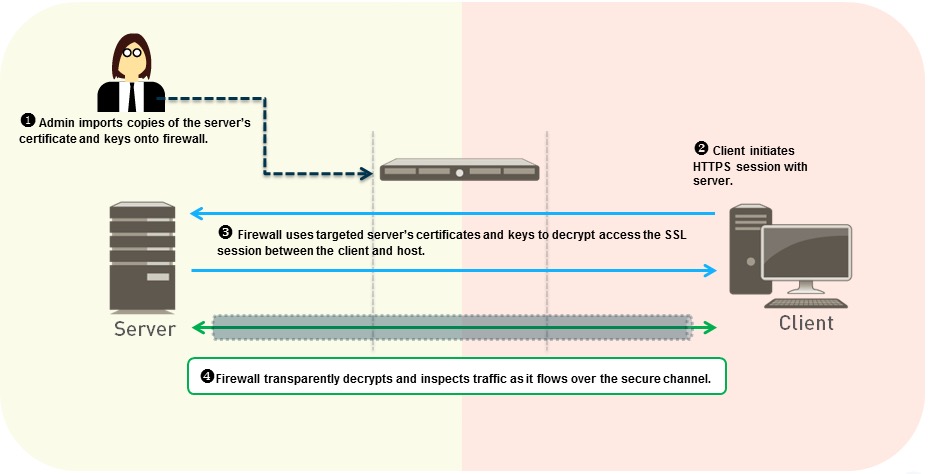 ❶ Admin imports copies of the server's
certificate and keys onto firewall.
❷ Client initiates
HTTPS session with
server.
❸ Firewall uses targeted server's certificates and keys to decrypt access the SSL
session between the client and host.
Server
Client
❹Firewall transparently decrypts and inspects traffic as it flows over the secure channel.